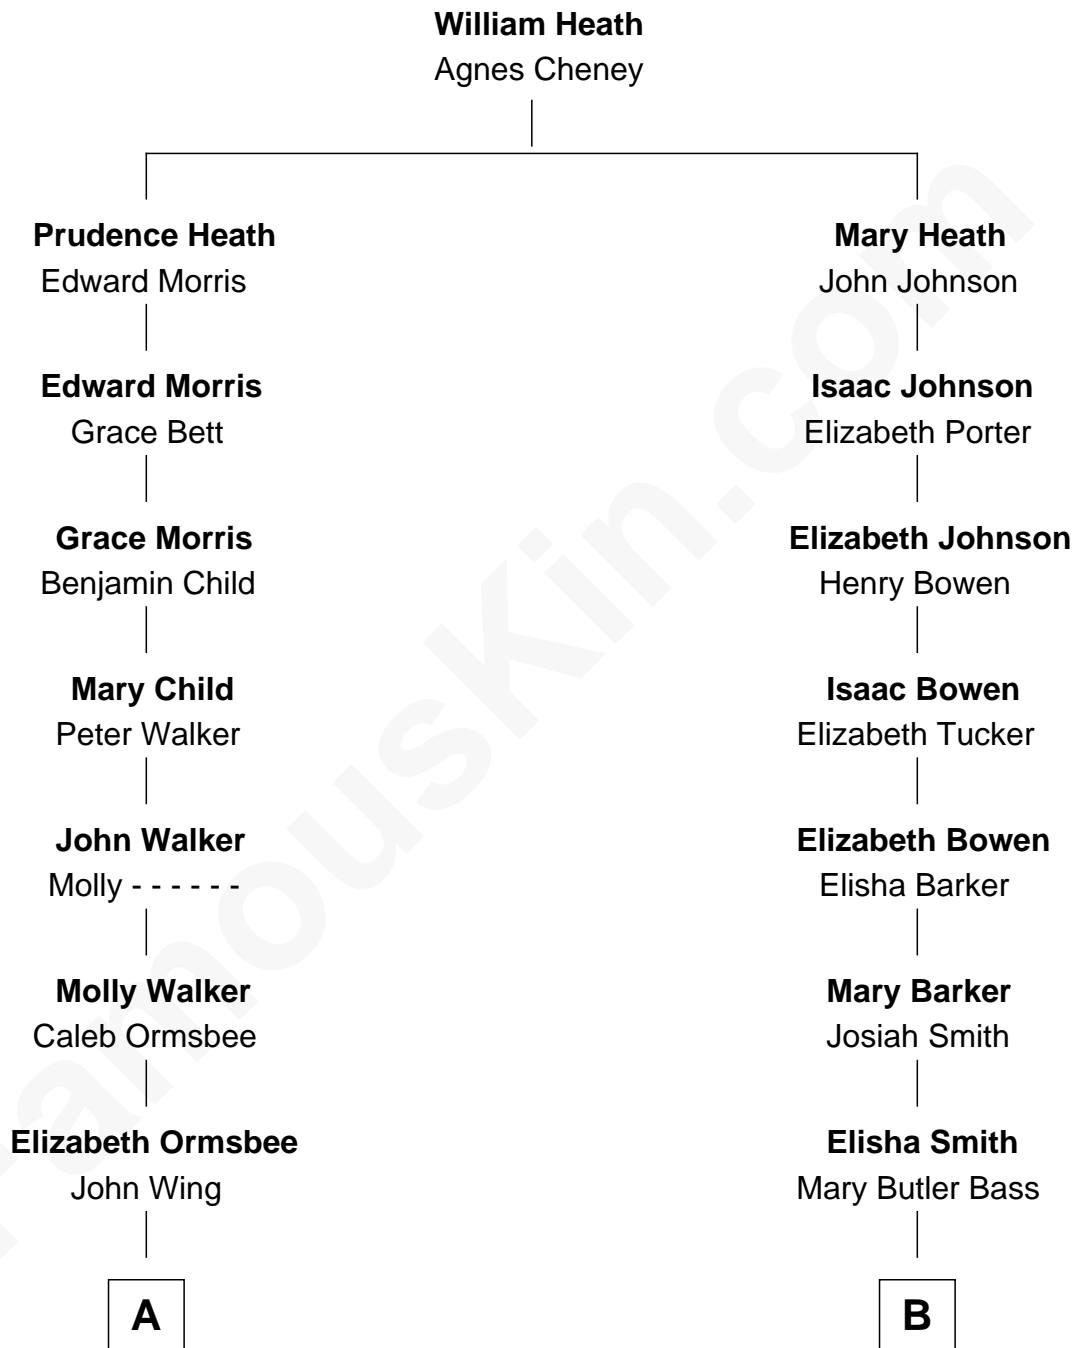 William Heath
Agnes Cheney
Prudence Heath
Edward Morris
Mary Heath
John Johnson
Edward Morris
Grace Bett
Isaac Johnson
Elizabeth Porter
Grace Morris
Benjamin Child
Elizabeth Johnson
Henry Bowen
Mary Child
Peter Walker
Isaac Bowen
Elizabeth Tucker
John Walker
Molly - - - - - -
Elizabeth Bowen
Elisha Barker
Molly Walker
Caleb Ormsbee
Mary Barker
Josiah Smith
Elizabeth Ormsbee
John Wing
Elisha Smith
Mary Butler Bass
A
B
FamousKin.com